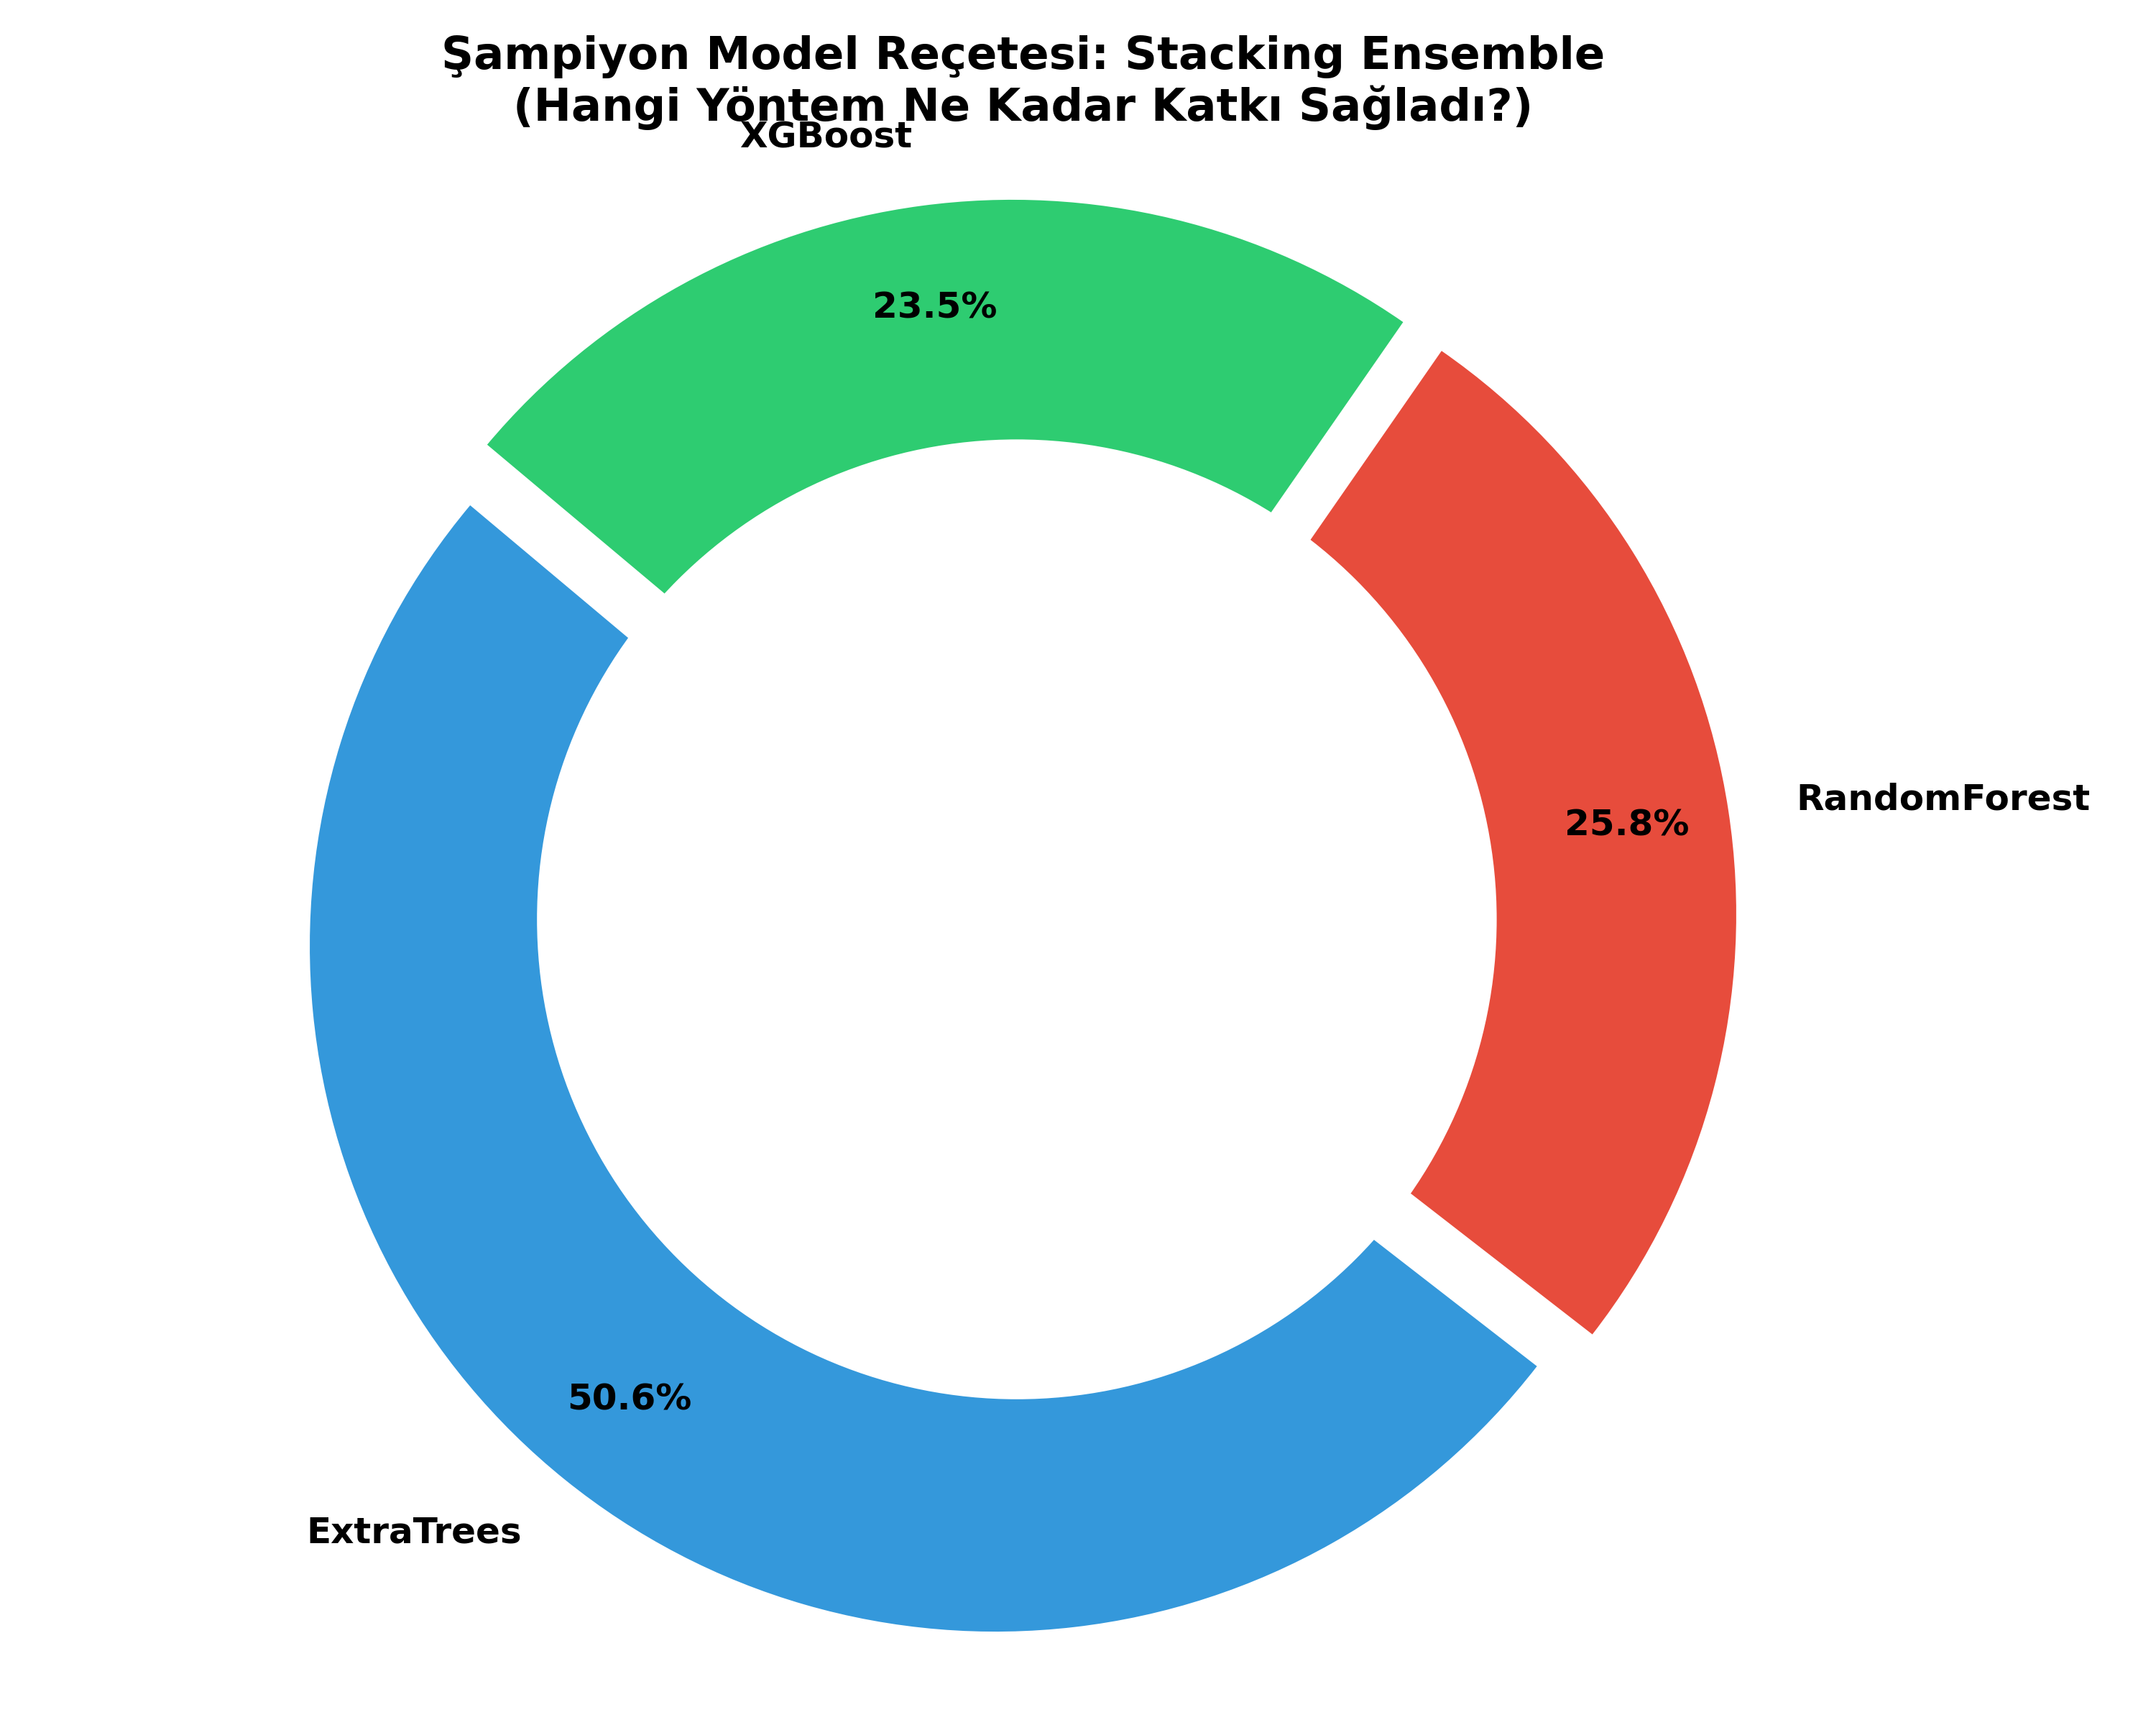 Şampiyon Model Reçetesi: Stacking Ensemble
(Hangi Yöntem Ne Kadar Katkı Sağladı?)
XGBoost
23.5%
RandomForest
25.8%
50.6%
ExtraTrees